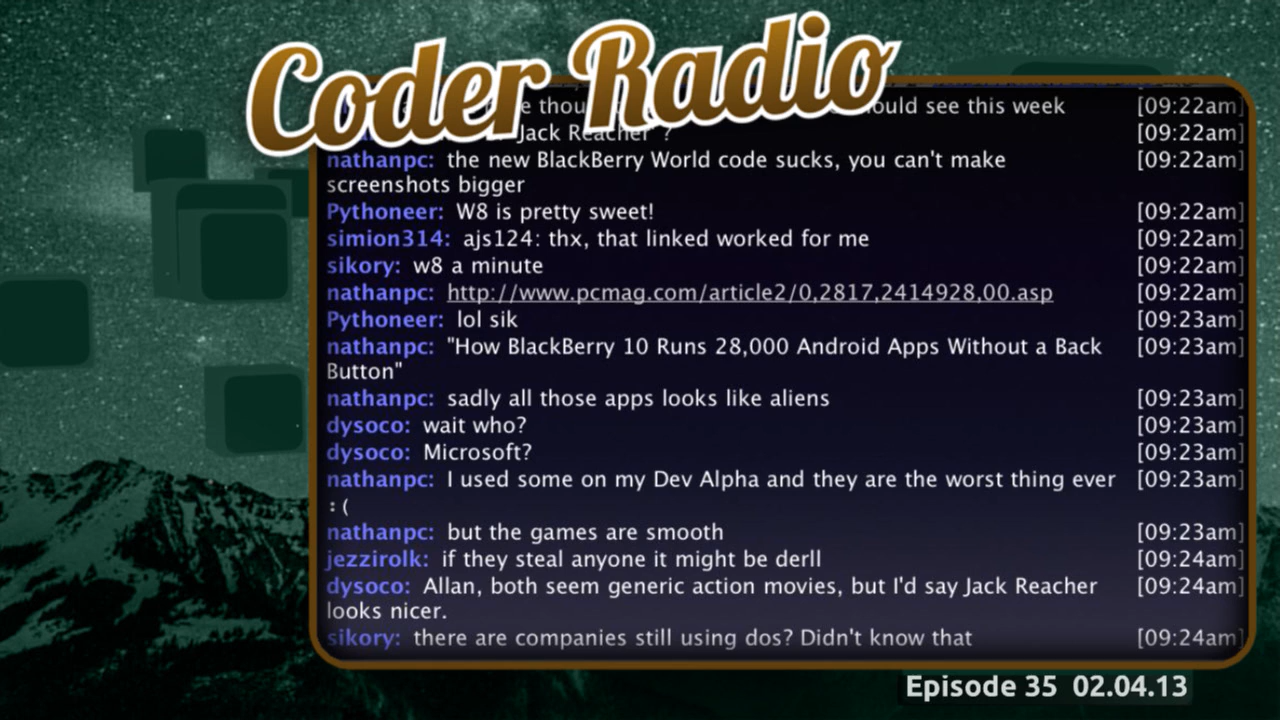 Coder Radio
thou ould see this week [09:22am]
Jack Reacher ? [09:22am]
nathanpc: the new BlackBerry World code sucks, you can't make [09:22am]
screenshots bigger
Pythoneer: W8 is pretty sweet! [09:22am]
simion314: ajs124: thx, that linked worked for me [09:22am]
sikory: w8 a minute [09:22am]
nathanpc: http://www.pcmag.com/article2/0,2817,2414928,00.asp [09:22am]
Pythoneer: lol sik [09:23am]
nathanpc: "How BlackBerry 10 Runs 28,000 Android Apps Without a Back [09:23am]
Button"
nathanpc: sadly all those apps looks like aliens [09:23am]
dysoco: wait who? [09:23am]
dysoco: Microsoft? [09:23am]
nathanpc: I used some on my Dev Alpha and they are the worst thing ever [09:23am]
:(
nathanpc: but the games are smooth [09:23am]
jezzirolk: if they steal anyone it might be derll [09:24am]
dysoco: Allan, both seem generic action movies, but I'd say Jack Reacher [09:24am]
looks nicer.
sikory: there are companies still using dos? Didn't know that [09:24am]
Episode 35 02.04.13